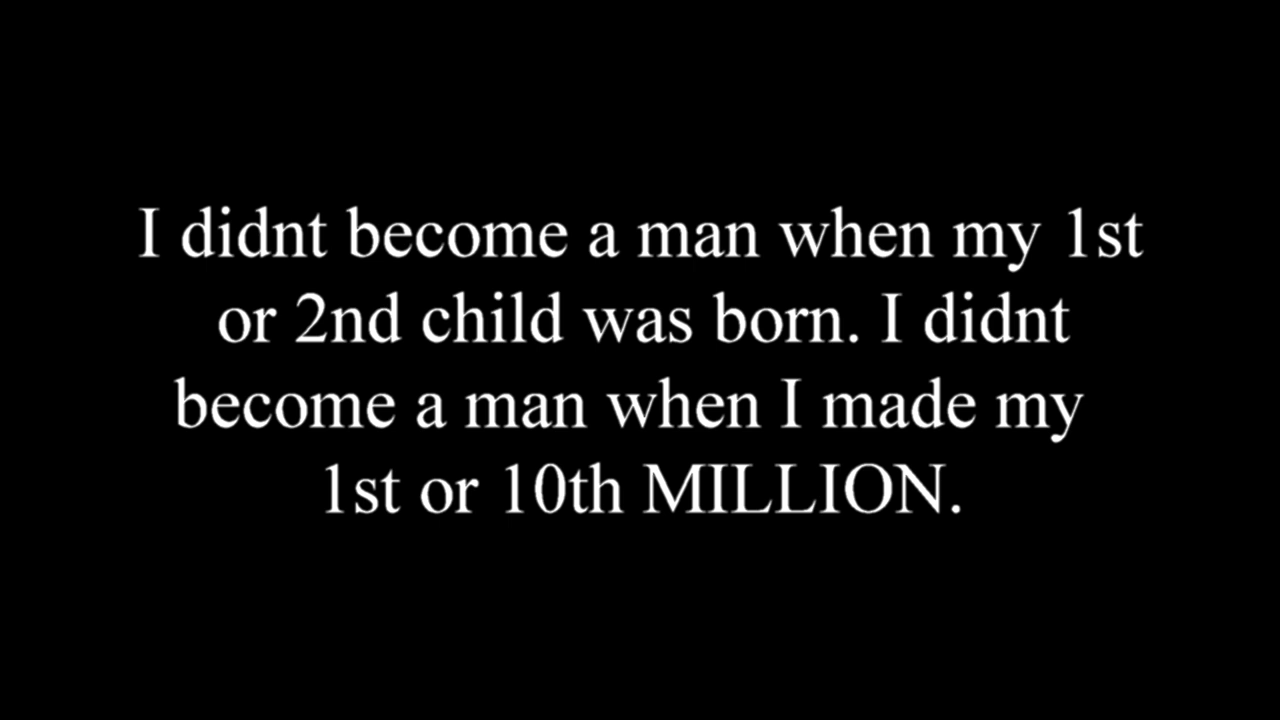 I didnt become a man when my 1st
or 2nd child was born. I didnt
become a man when I made my
1st or 10th MILLION.